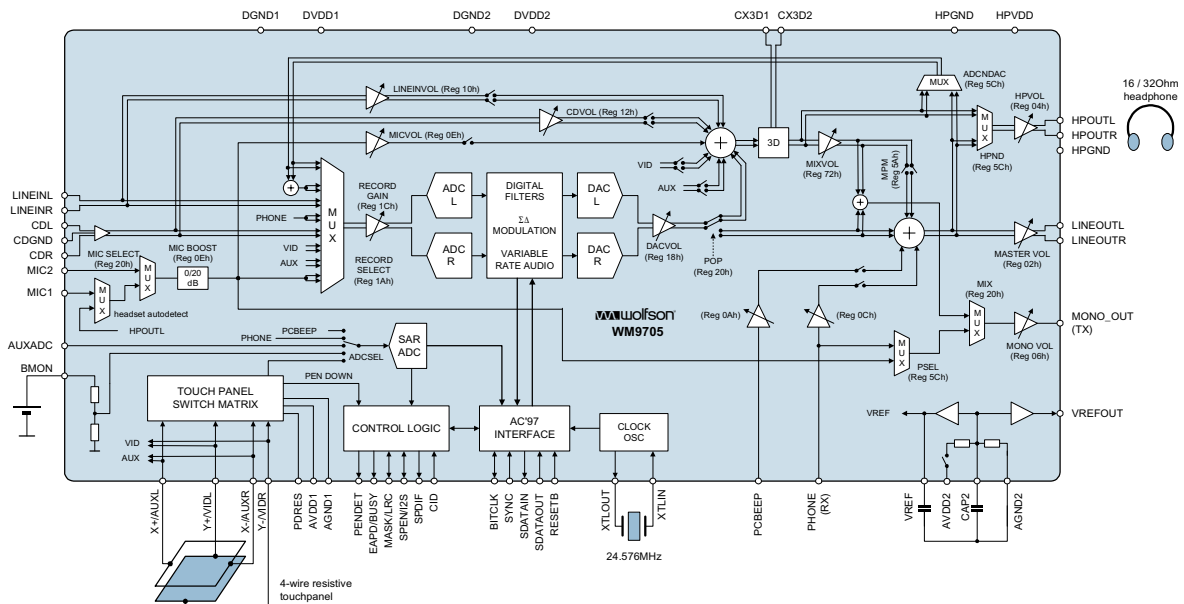 DGND1
DVDD1
DGND2
DVDD2
CX3D1
CX3D2
HPGND
HPVDD
16 / 32Ohm
headphone
LINEINVOL (Reg 10h)
CDVOL (Reg 12h)
MICVOL (Reg 0Eh)
MUX
ADCNDAC
(Reg 5Ch)
HPVOL
(Reg 04h)
HPOUTL
HPOUTR
HPGND
MUX
HPND
(Reg 5Ch)
3D
MIXVOL
(Reg 72h)
MPM
(Reg 5Ah)
VID
AUX
LINEINL
LINEINR
CDL
CDGND
CDR
MIC2
MIC1
MIC SELECT
(Reg 20h)
MIC BOOST
(Reg 0Eh)
MUX
0/20
dB
MUX
headset autodetect
HPOUTL
PHONE
VID
AUX
MUX
RECORD
GAIN
(Reg 1Ch)
RECORD
SELECT
(Reg 1Ah)
ADC
L
ADC
R
DIGITAL
FILTERS
ΣΔ
MODULATION
VARIABLE
RATE AUDIO
DAC
L
DAC
R
DACVOL
(Reg 18h)
POP
(Reg 20h)
LINEOUTL
LINEOUTR
MASTER VOL
(Reg 02h)
wolfson
WM9705
(Reg 0Ah)
(Reg 0Ch)
MIX
(Reg 20h)
MUX
MONO_OUT
(TX)
MONO VOL
(Reg 06h)
MUX
PSEL
(Reg 5Ch)
AUXADC
BMON
PCBEEP
PHONE
ADCSEL
SAR
ADC
PEN DOWN
TOUCH PANEL
SWITCH MATRIX
CONTROL LOGIC
AC'97
INTERFACE
CLOCK
OSC
VREF
VREFOUT
VID
AUX
X+/AUXL
Y+/VIDL
X-/AUXR
Y-/VIDR
PDRES
AVDD1
AGND1
PENDET
EAPD/BUSY
MASK/LRC
SPEN/I2S
SPDIF
CID
BITCLK
SYNC
SDATAIN
SDATAOUT
RESETB
XTLOUT
XTLIN
24.576MHz
PCBEEP
PHONE
(RX)
VREF
AVDD2
CAP2
AGND2
4-wire resistive
touchpanel